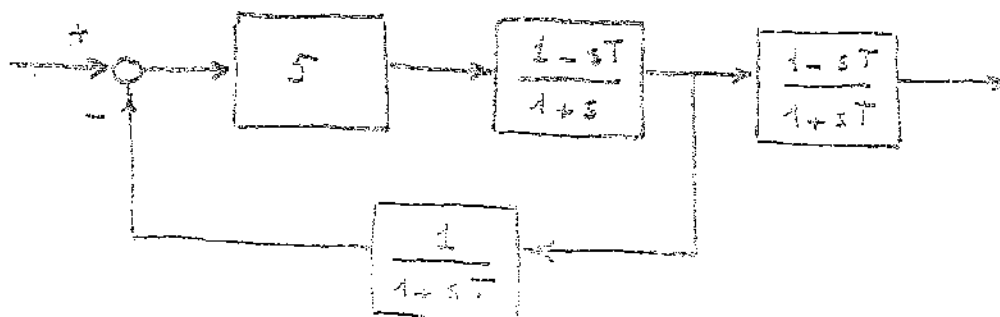 +
5
1 - sT
1 + s
1 - sT
1 + sT
-
1
1 + sT